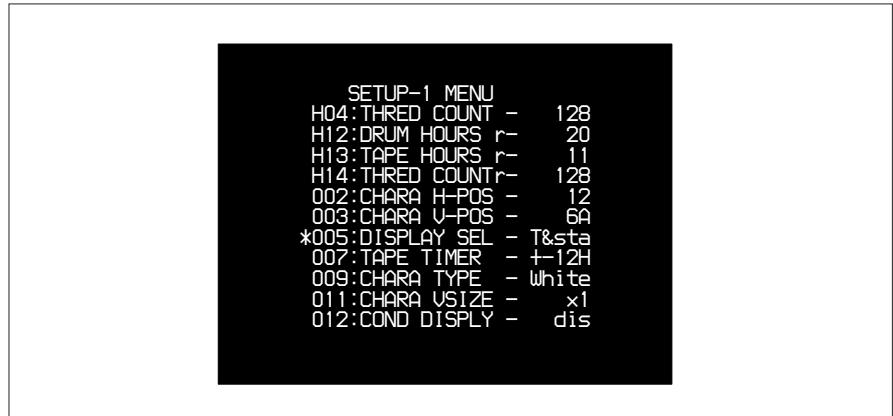 SETUP-1 MENU
H04:THRED COUNT - 128
H12:DRUM HOURS r- 20
H13:TAPE HOURS r- 11
H14:THRED COUNTr- 128
002:CHARA H-POS - 12
003:CHARA V-POS - 6A
*005:DISPLAY SEL - T&sta
007:TAPE TIMER - +-12H
009:CHARA TYPE - White
011:CHARA VSIZE - x1
012:COND DISPLY - dis